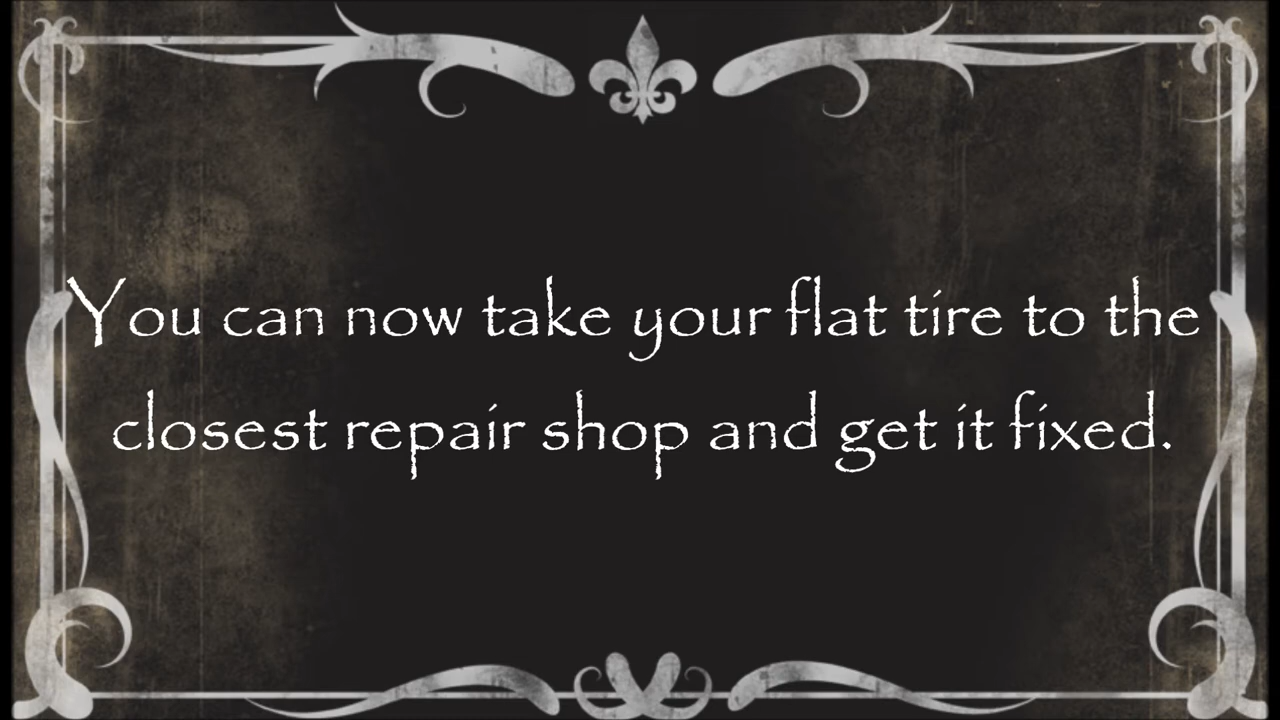 You can now take your flat tire to the
closest repair shop and get it fixed.